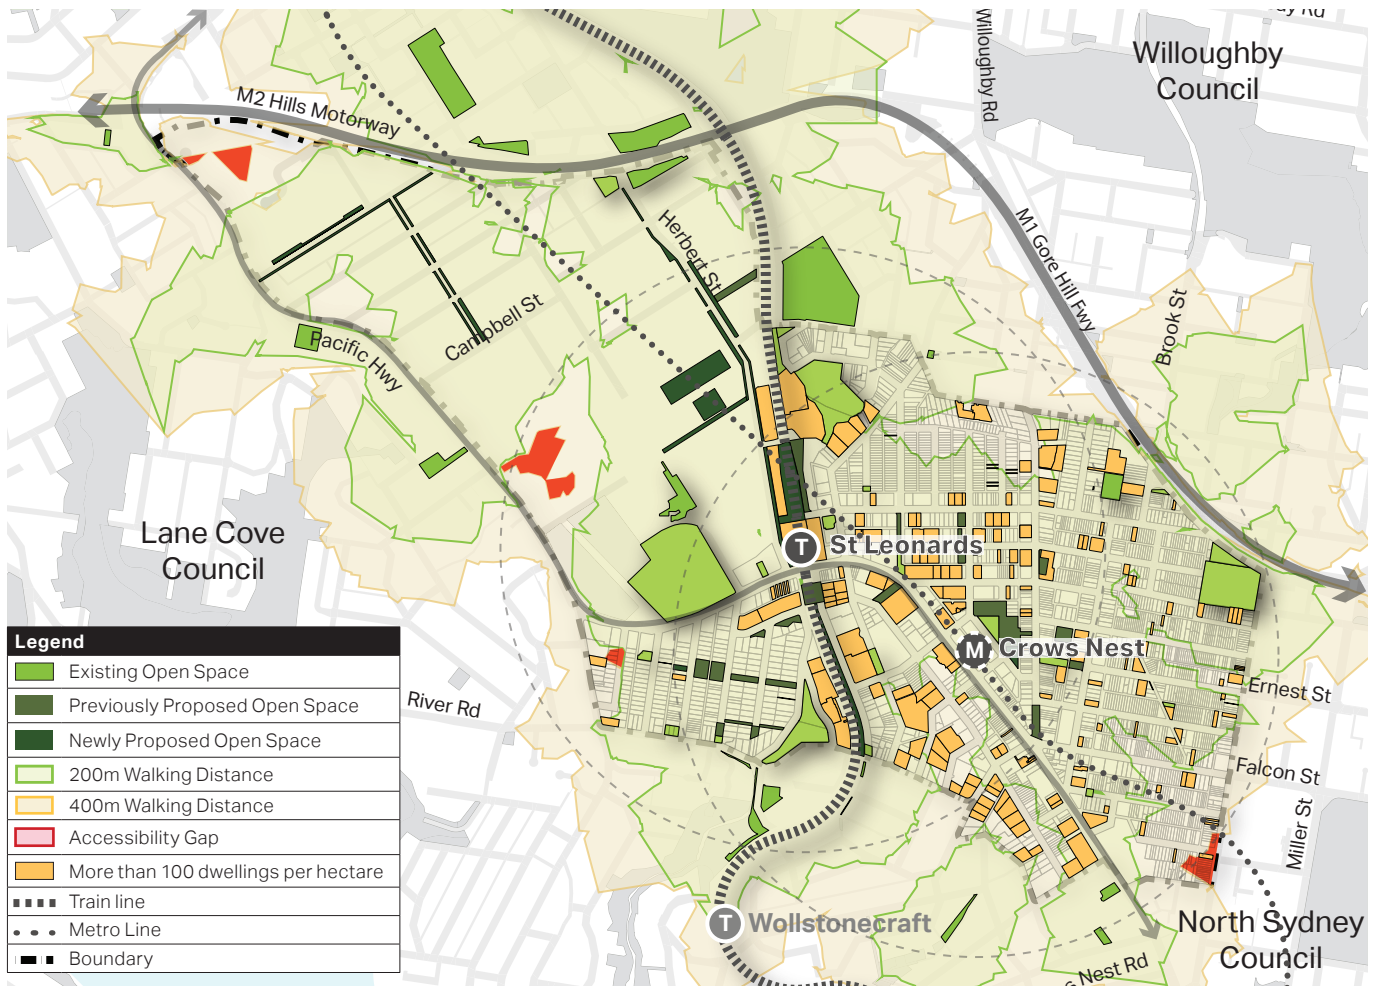 Willoughby Rd
Willoughby
Council
M2 Hills Motorway
Herbert St
M1 Gore Hill Fwy
Brook St
Campbell St
Pacific Hwy
Lane Cove
Council
T
St Leonards
M
Crows Nest
Ernest St
River Rd
Falcon St
Miller St
T
Wollstonecraft
North Sydney
Council
Nest Rd
Legend
Existing Open Space
Previously Proposed Open Space
Newly Proposed Open Space
200m Walking Distance
400m Walking Distance
Accessibility Gap
More than 100 dwellings per hectare
Train line
Metro Line
Boundary